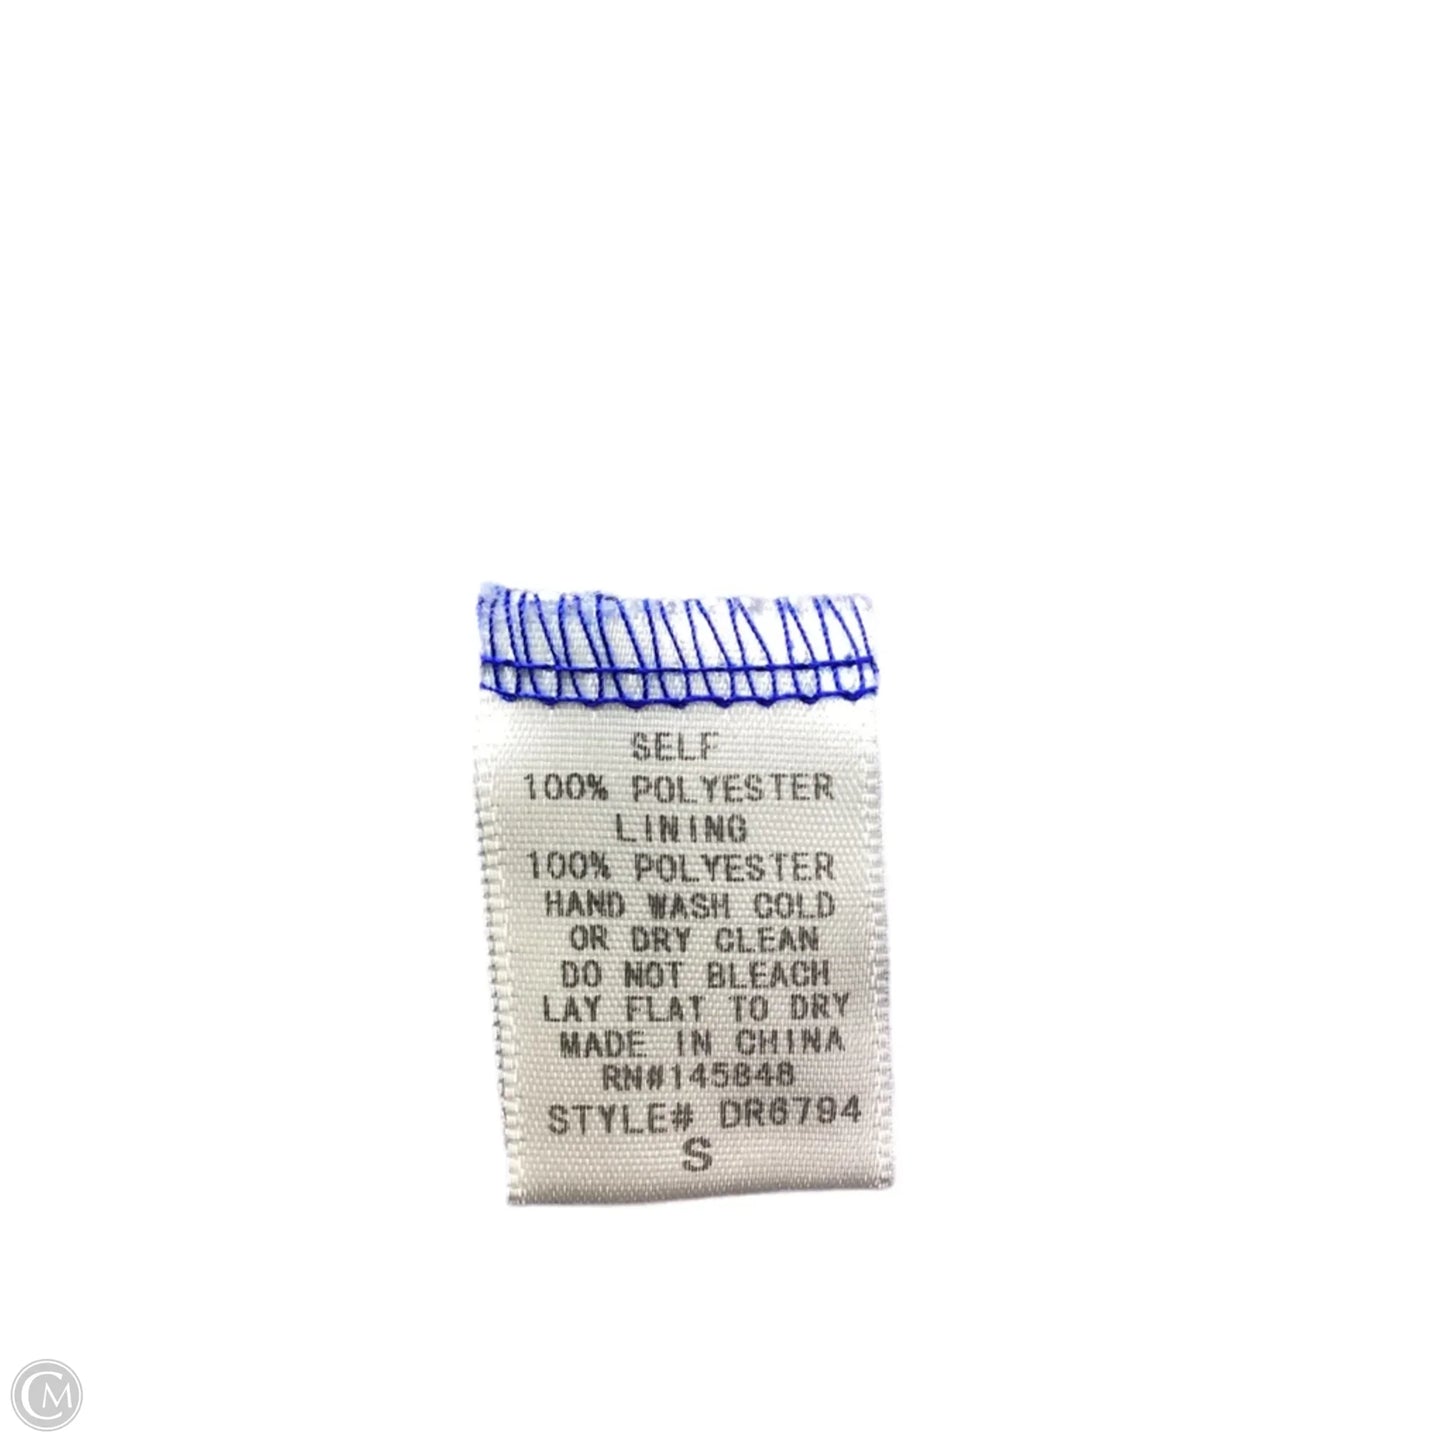 SELF
100% POLYESTER
LINING
100% POLYESTER
HAND WASH COLD
OR DRY CLEAN
DO NOT BLEACH
LAY FLAT TO DRY
MADE IN CHINA
RN#145848
STYLE# DR6794
S
CM